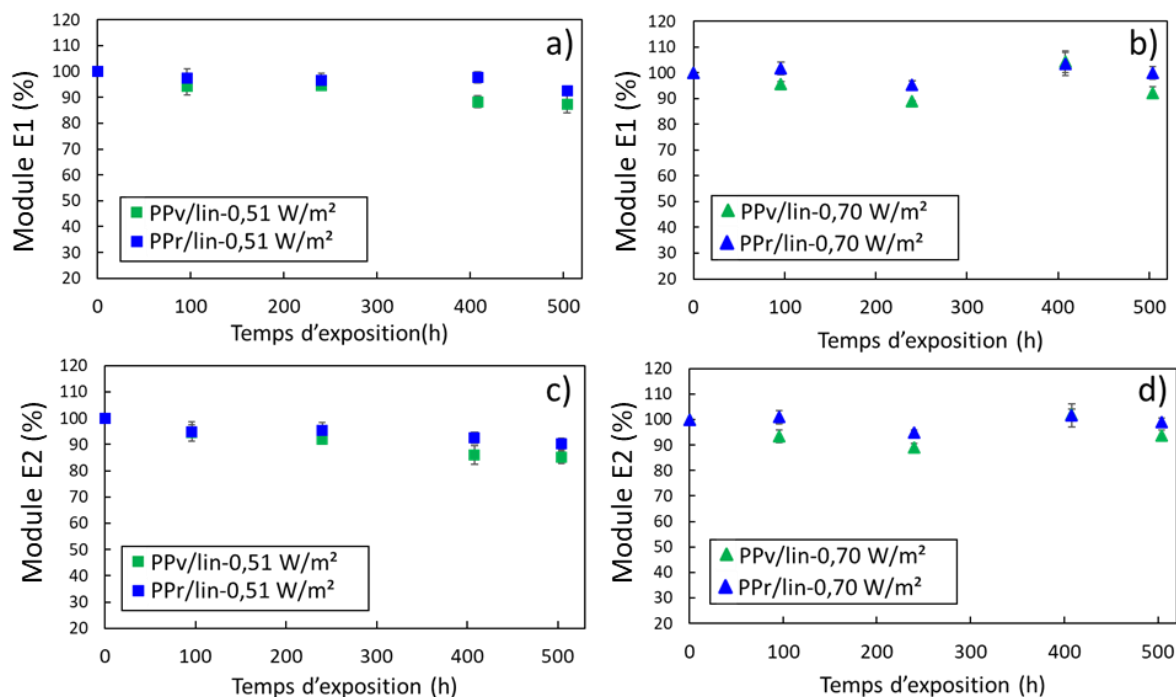 a)
Module E1 (%)
120
110
100
90
80
70
60
50
40
30
20
PPv/lin-0,51 W/m²
PPr/lin-0,51 W/m²
0 100 200 300 400 500
Temps d’exposition(h)
b)
Module E1 (%)
120
110
100
90
80
70
60
50
40
30
20
PPv/lin-0,70 W/m²
PPr/lin-0,70 W/m²
0 100 200 300 400 500
Temps d’exposition (h)
c)
Module E2 (%)
120
110
100
90
80
70
60
50
40
30
20
PPv/lin-0,51 W/m²
PPr/lin-0,51 W/m²
0 100 200 300 400 500
Temps d’exposition (h)
d)
Module E2 (%)
120
110
100
90
80
70
60
50
40
30
20
PPv/lin-0,70 W/m²
PPr/lin-0,70 W/m²
0 100 200 300 400 500
Temps d’exposition (h)